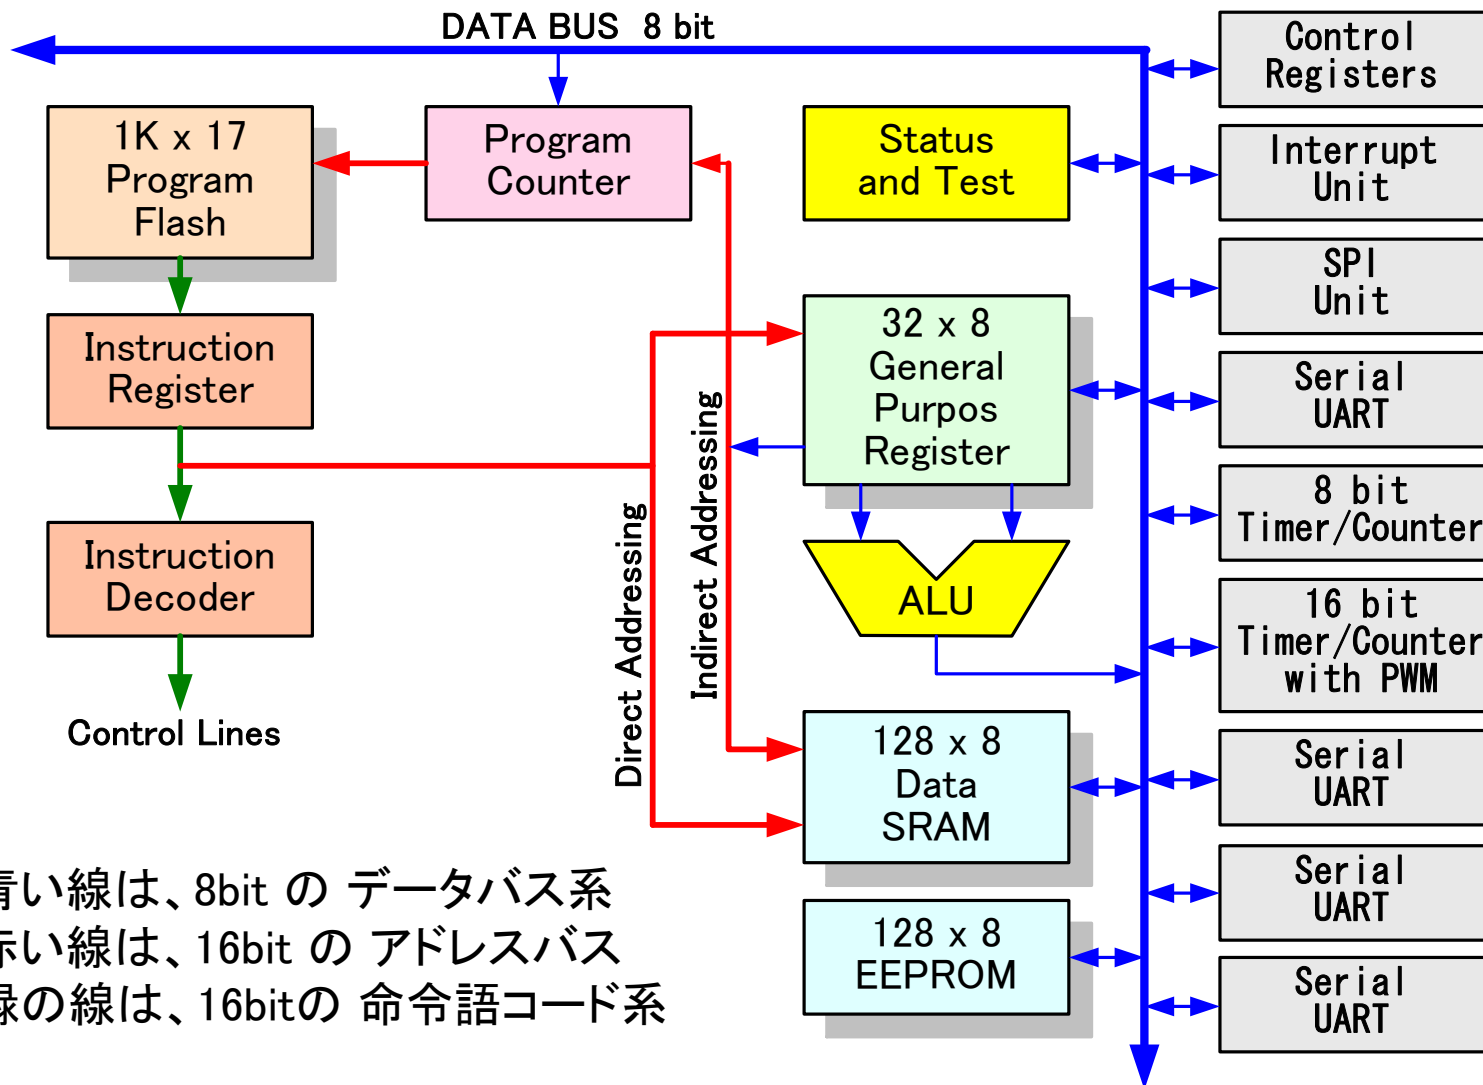 DATA BUS 8 bit
1K x 17
Program
Flash
Program
Counter
Status
and Test
Instruction
Register
32 x 8
General
Purpos
Register
Instruction
Decoder
ALU
Direct Addressing
Indirect Addressing
Control Lines
128 x 8
Data
SRAM
128 x 8
EEPROM
Control
Registers
Interrupt
Unit
SPI
Unit
Serial
UART
8 bit
Timer/Counter
16 bit
Timer/Counter
with PWM
Serial
UART
Serial
UART
Serial
UART
青い線は、8bit の データバス系
赤い線は、16bit の アドレスバス
緑の線は、16bitの 命令語コード系